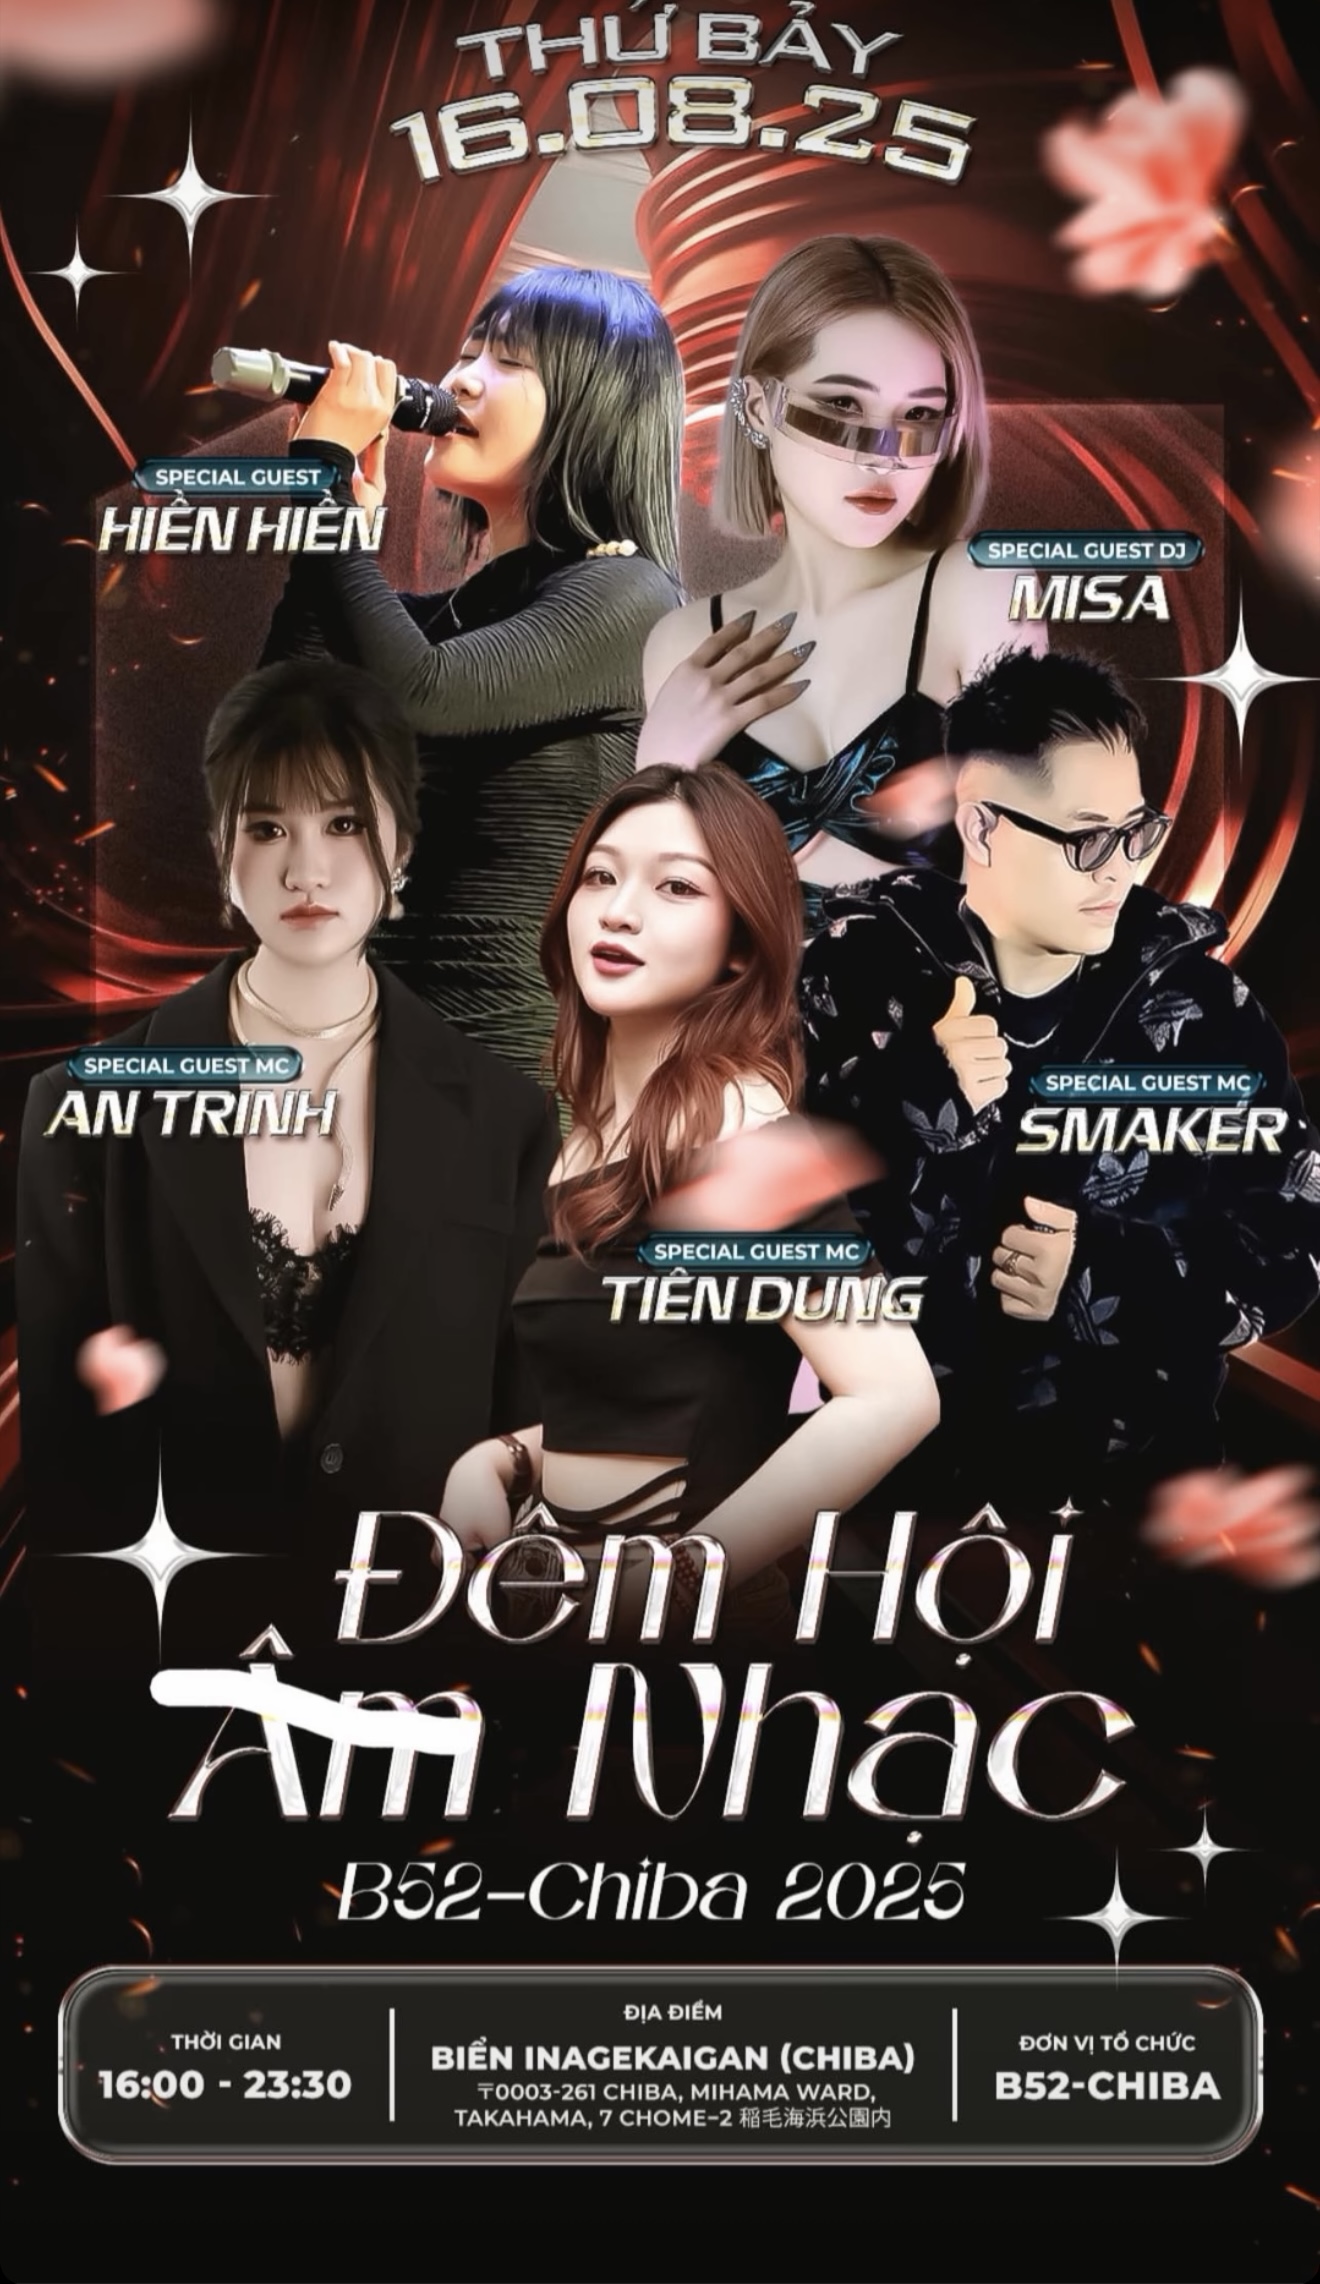 THỨ BẢY
16.08.25
SPECIAL GUEST
HIỀN HIỀN
SPECIAL GUEST DJ
MISA
SPECIAL GUEST MC
AN TRINH
SPECIAL GUEST MC
SMAKER
SPECIAL GUEST MC
TIÊN DUNG
Đêm Hội
Âm Nhạc
B52-Chiba 2025
THỜI GIAN
16:00 - 23:30
ĐỊA ĐIỂM
BIỂN INAGEKAIGAN (CHIBA)
〒0003-261 CHIBA, MIHAMA WARD,
TAKAHAMA, 7 CHOME−2 稲毛海浜公園内
ĐƠN VỊ TỔ CHỨC
B52-CHIBA